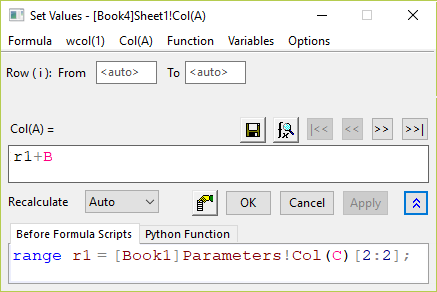 Set Values - [Book4]Sheet1!Col(A)
Formula wcol(1) Col(A) Function Variables Options
Row ( i ): From <auto> To <auto>
Col(A) = |<< << >> >>|
r1+B
Recalculate Auto OK Cancel Apply
Before Formula Scripts Python Function
range r1 = [Book1]Parameters!Col(C)[2:2];